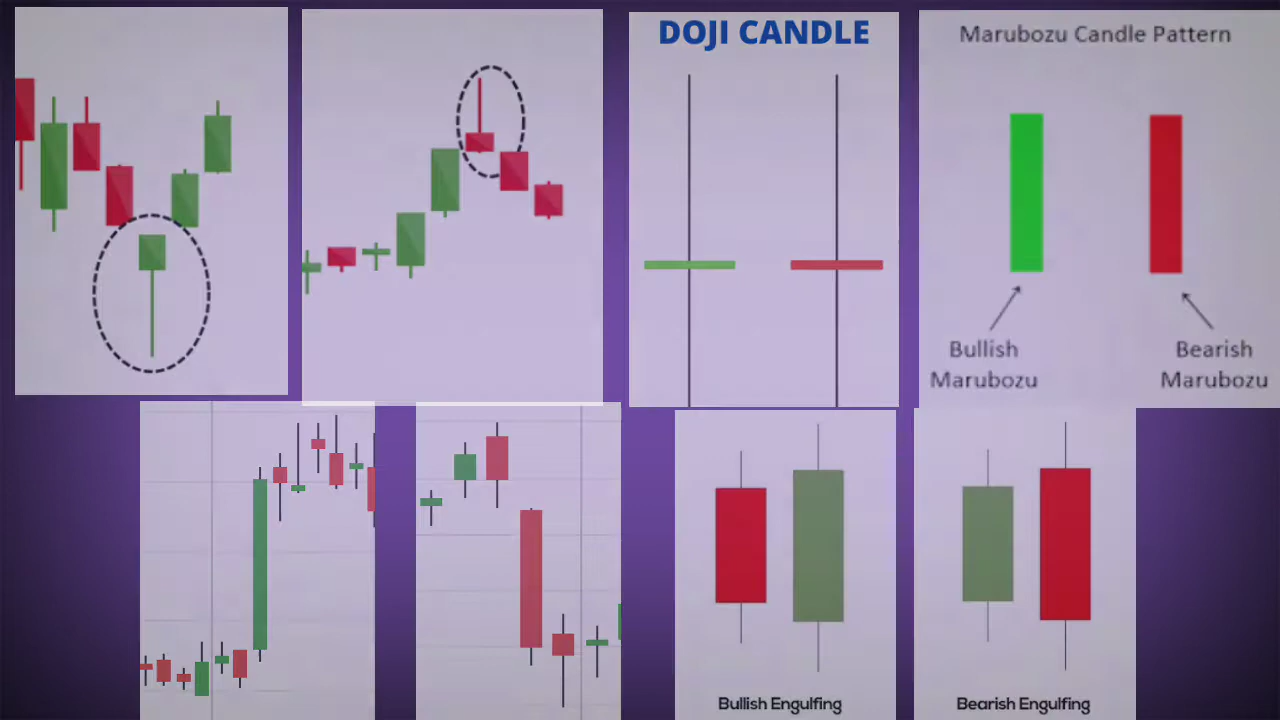 DOJI CANDLE
Marubozu Candle Pattern
Bullish
Marubozu
Bearish
Marubozu
Bullish Engulfing
Bearish Engulfing